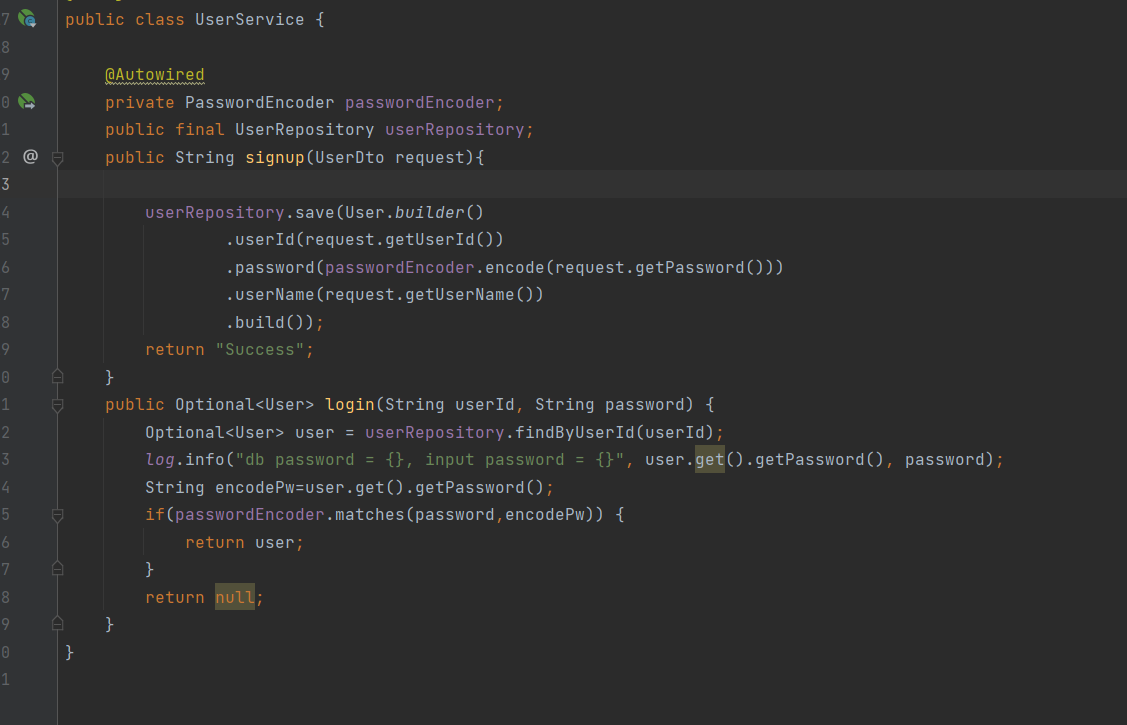 7 public class UserService {
8
9 @Autowired
0 private PasswordEncoder passwordEncoder;
1 public final UserRepository userRepository;
2 @ public String signup(UserDto request){
3
4 userRepository.save(User.builder()
5 .userId(request.getUserId())
6 .password(passwordEncoder.encode(request.getPassword()))
7 .userName(request.getUserName())
8 .build());
9 return "Success";
0 }
1 public Optional<User> login(String userId, String password) {
2 Optional<User> user = userRepository.findByUserId(userId);
3 log.info("db password = {}, input password = {}", user.get().getPassword(), password);
4 String encodePw=user.get().getPassword();
5 if(passwordEncoder.matches(password,encodePw)) {
6 return user;
7 }
8 return null;
9 }
0 }
1